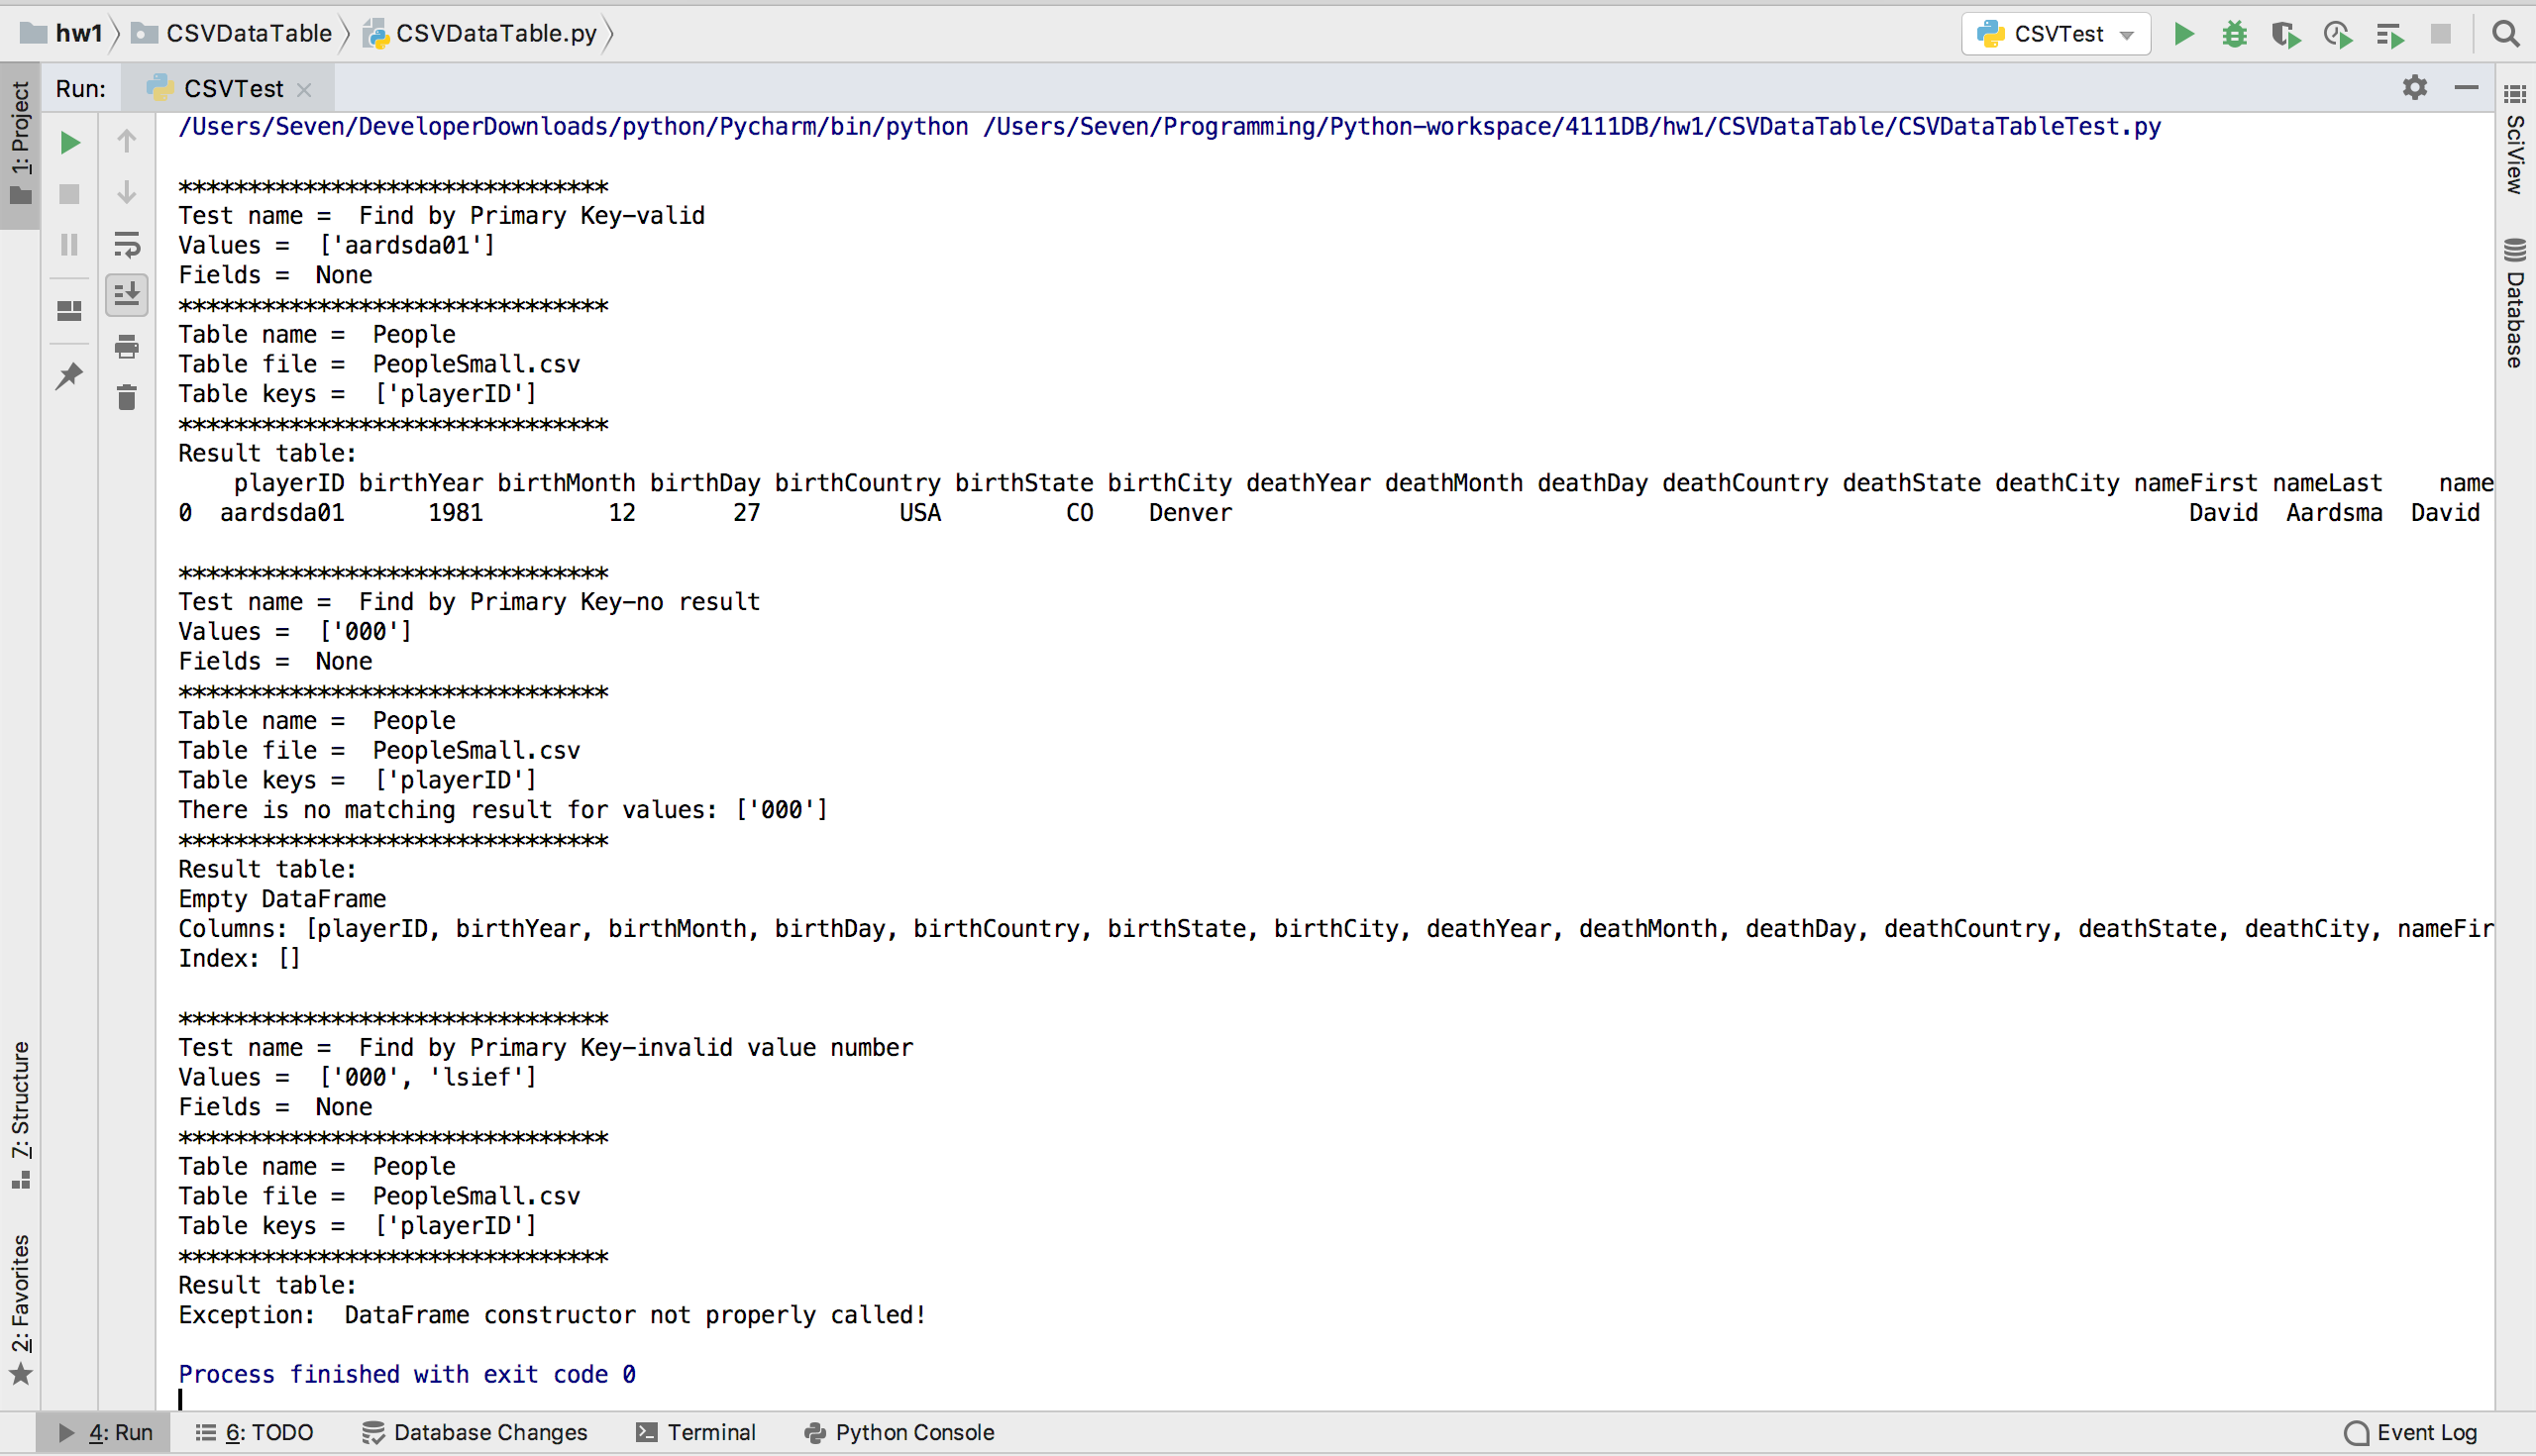 hw1 CSVDataTable CSVDataTable.py CSVTest
Run: CSVTest
1: Project
7: Structure
2: Favorites
SciView
Database
/Users/Seven/DeveloperDownloads/python/Pycharm/bin/python /Users/Seven/Programming/Python-workspace/4111DB/hw1/CSVDataTable/CSVDataTableTest.py
*******************************
Test name =  Find by Primary Key-valid
Values =  ['aardsda01']
Fields =  None
*******************************
Table name =  People
Table file =  PeopleSmall.csv
Table keys =  ['playerID']
*******************************
Result table:
playerID birthYear birthMonth birthDay birthCountry birthState birthCity deathYear deathMonth deathDay deathCountry deathState deathCity nameFirst nameLast name
0 aardsda01 1981 12 27 USA CO Denver David Aardsma David
*******************************
Test name =  Find by Primary Key-no result
Values =  ['000']
Fields =  None
*******************************
Table name =  People
Table file =  PeopleSmall.csv
Table keys =  ['playerID']
There is no matching result for values: ['000']
*******************************
Result table:
Empty DataFrame
Columns: [playerID, birthYear, birthMonth, birthDay, birthCountry, birthState, birthCity, deathYear, deathMonth, deathDay, deathCountry, deathState, deathCity, nameFir
Index: []
*******************************
Test name =  Find by Primary Key-invalid value number
Values =  ['000', 'lsief']
Fields =  None
*******************************
Table name =  People
Table file =  PeopleSmall.csv
Table keys =  ['playerID']
*******************************
Result table:
Exception:  DataFrame constructor not properly called!
Process finished with exit code 0
4: Run 6: TODO Database Changes Terminal Python Console Event Log